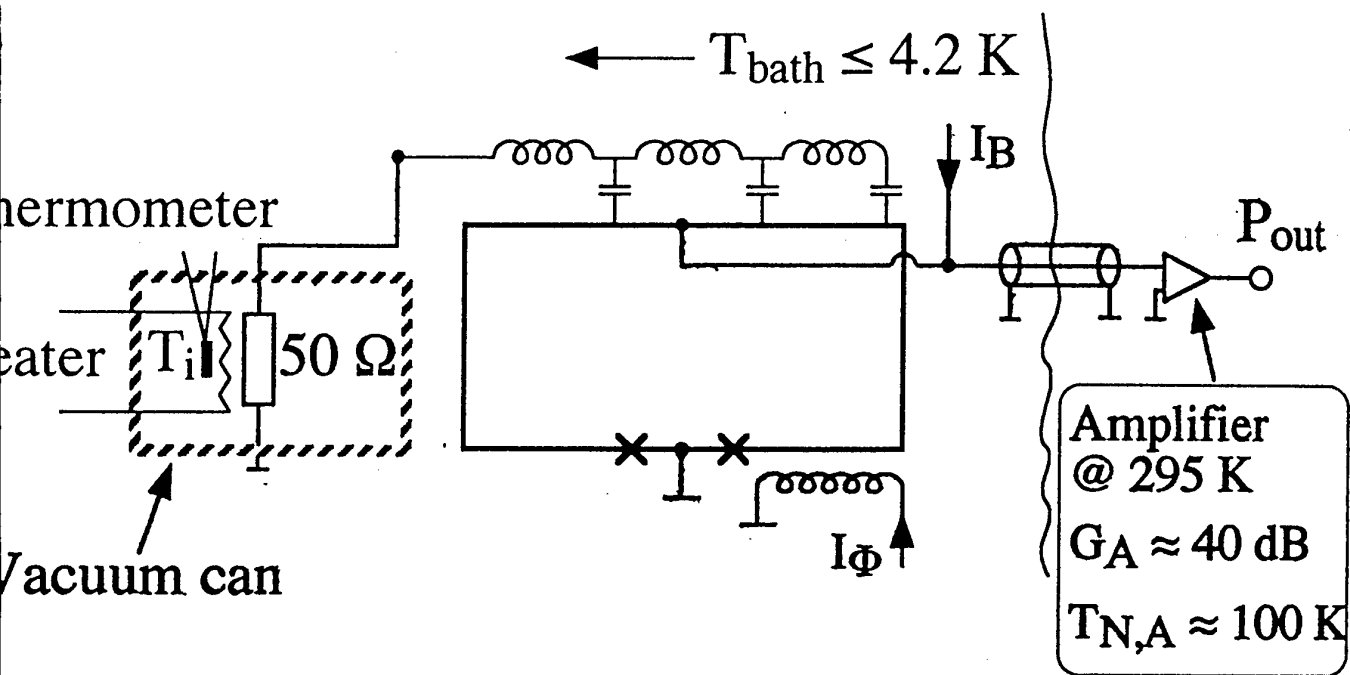 T_bath ≤ 4.2 K
I_B
hermometer
P_out
T_i
50 Ω
eater
Amplifier
@ 295 K
G_A ≈ 40 dB
T_N,A ≈ 100 K
I_Φ
Vacuum can